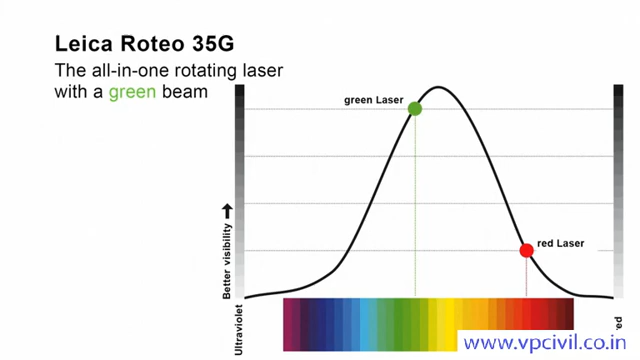 Leica Roteo 35G
The all-in-one rotating laser
with a green beam
green Laser
red Laser
Better visibility
Ultraviolet
www.vpcivil.co.in